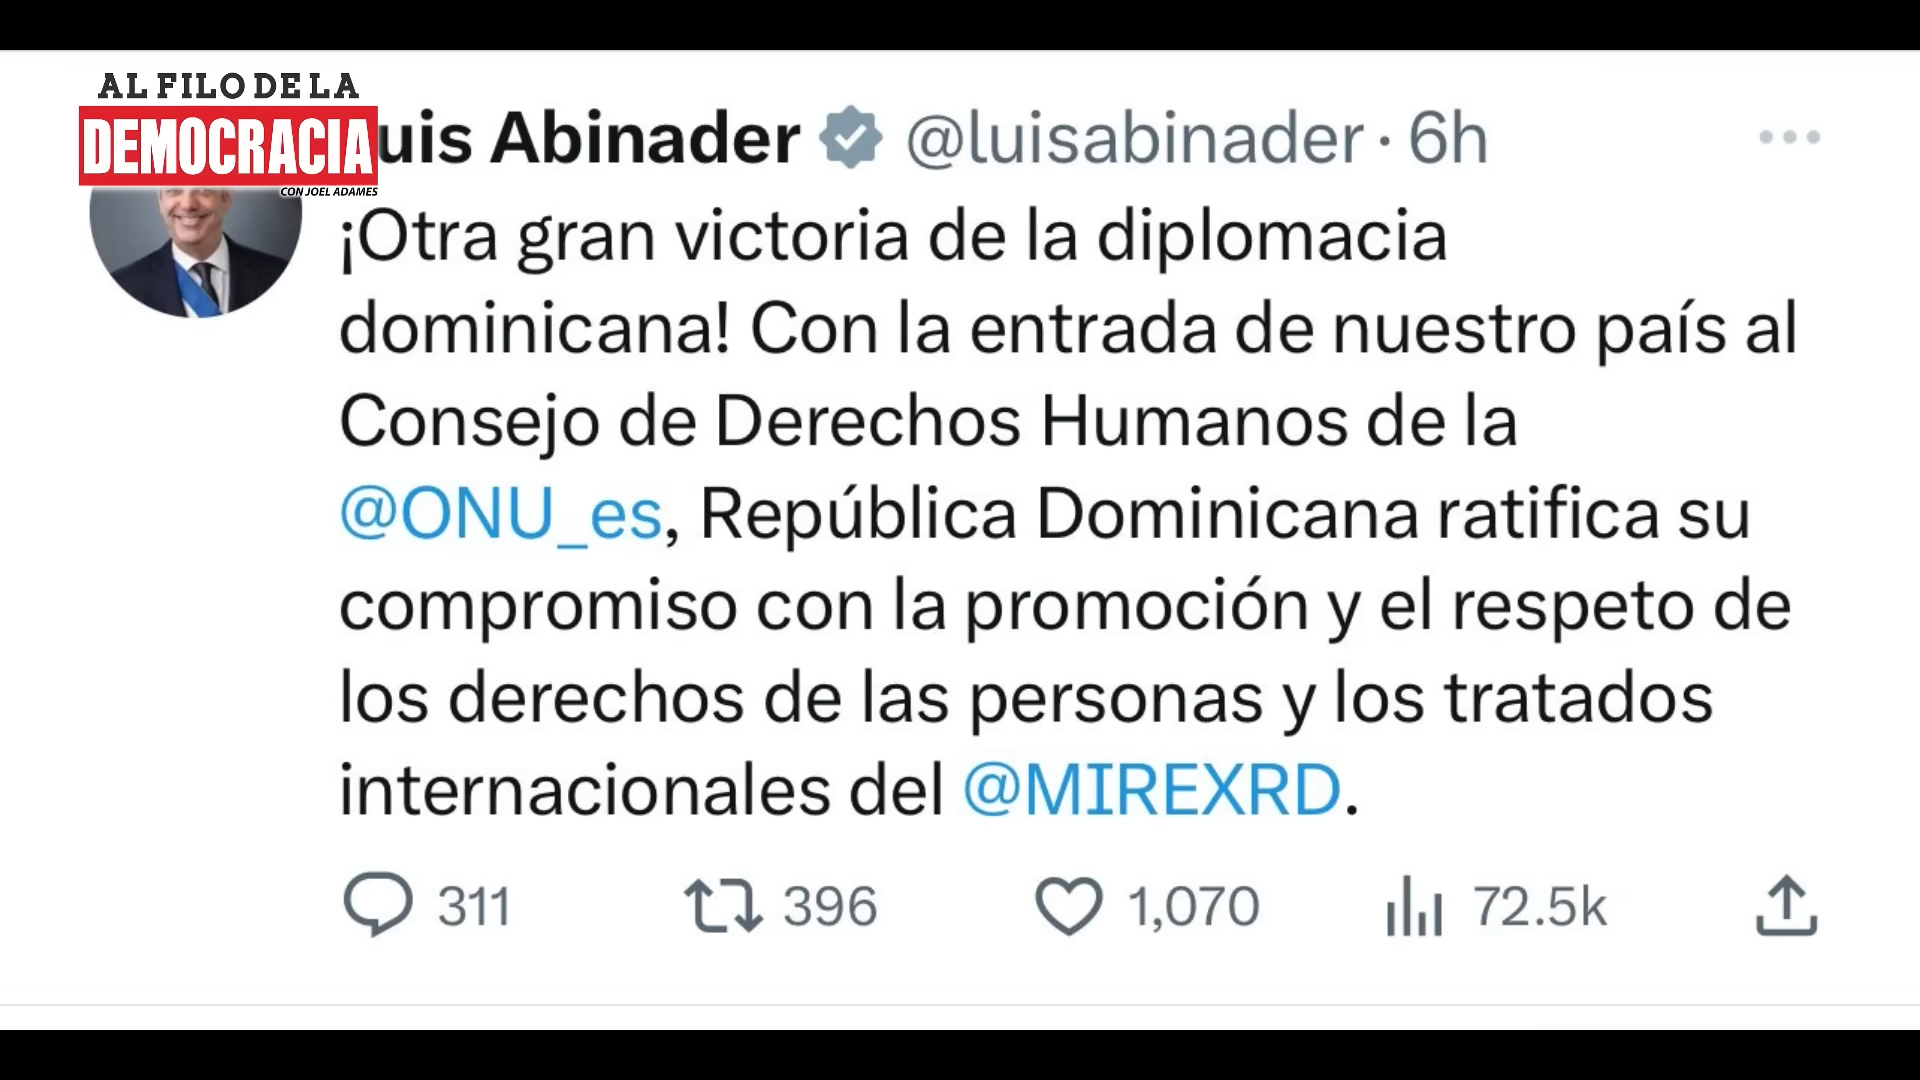 AL FILO DE LA
DEMOCRACIA
CON JOEL ADAMES
uis Abinader @luisabinader · 6h
¡Otra gran victoria de la diplomacia
dominicana! Con la entrada de nuestro país al
Consejo de Derechos Humanos de la
@ONU_es, República Dominicana ratifica su
compromiso con la promoción y el respeto de
los derechos de las personas y los tratados
internacionales del @MIREXRD.
311 396 1,070 72.5k